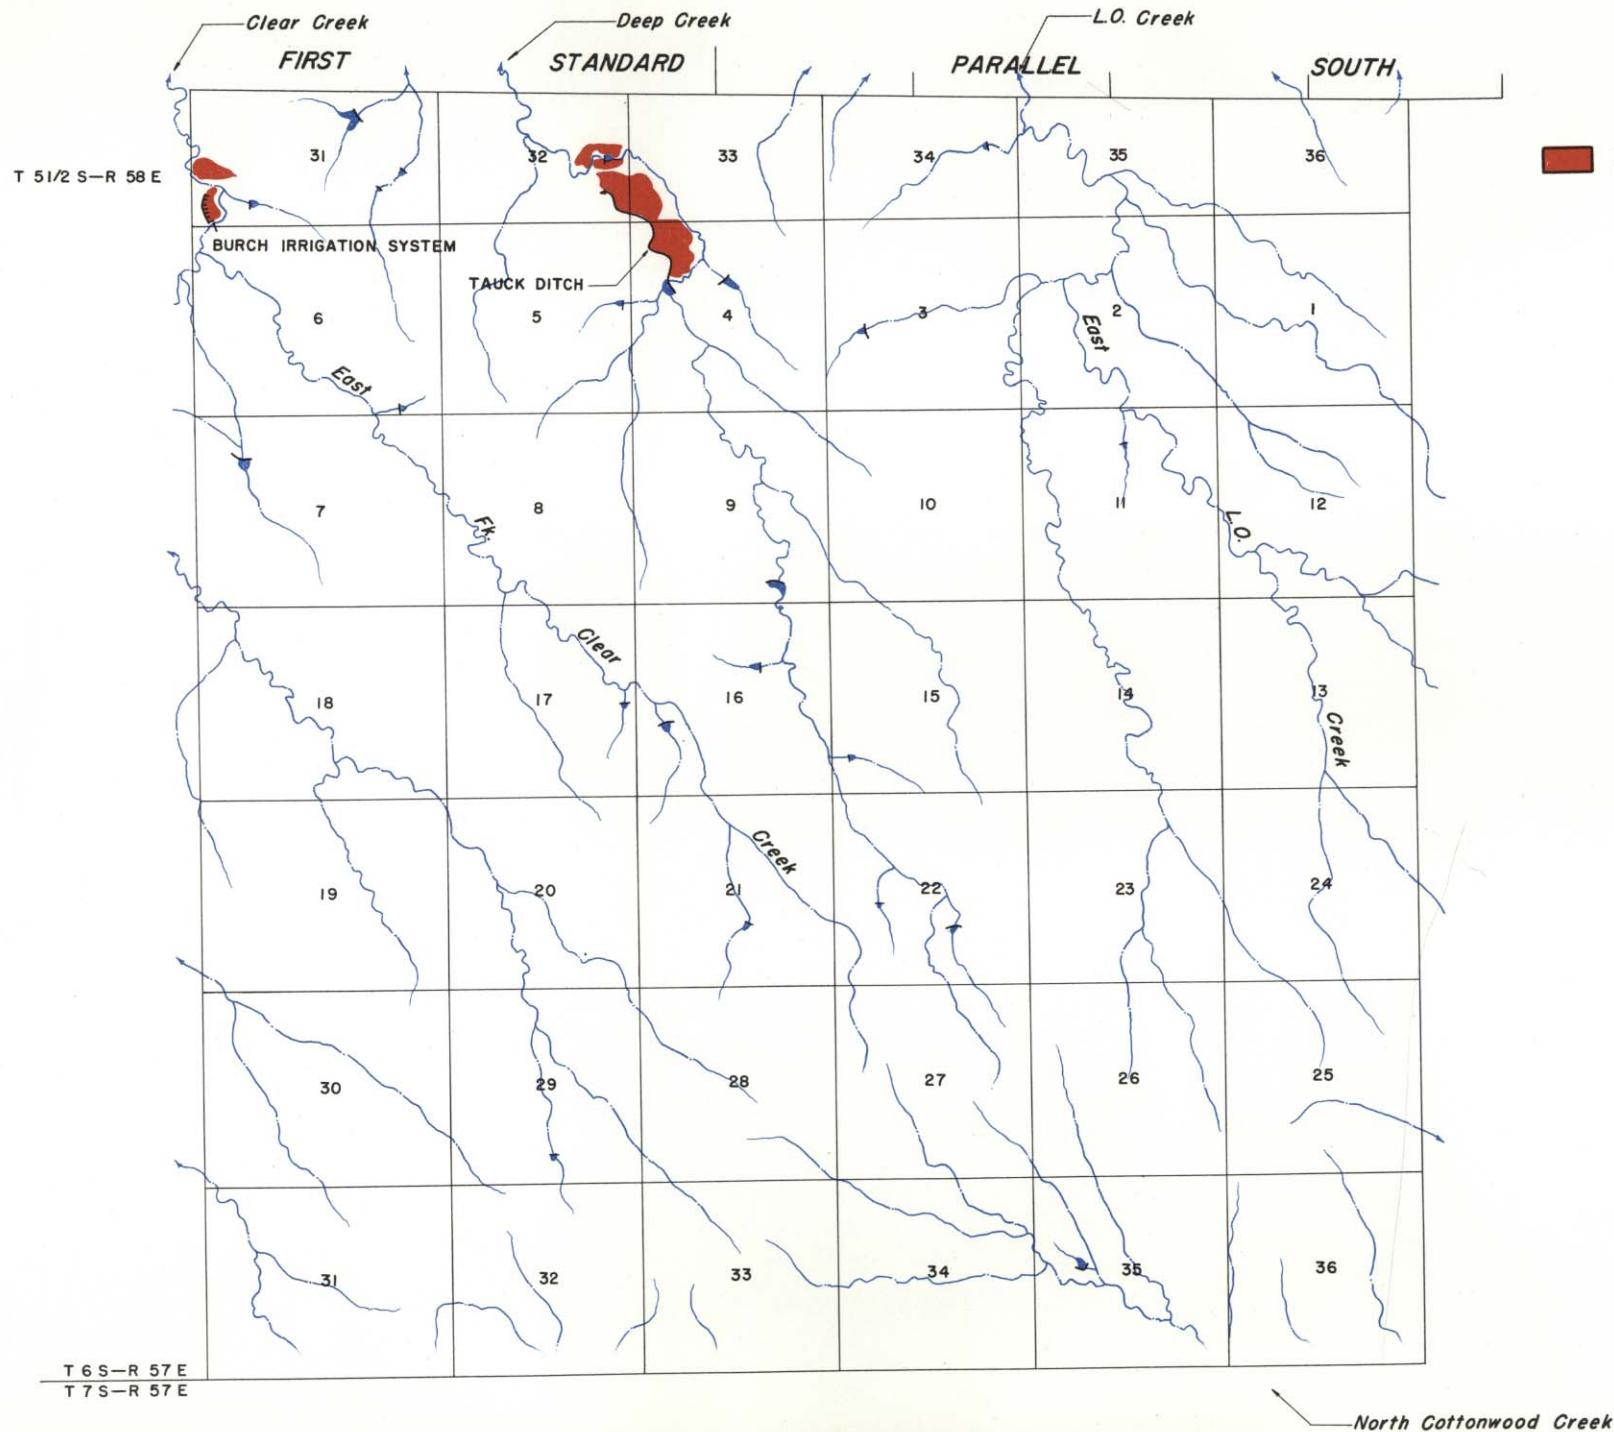 Clear Creek
Deep Creek
L.O. Creek
FIRST STANDARD PARALLEL SOUTH
31 32 33 34 35 36
T 5 1/2 S—R 58 E
BURCH IRRIGATION SYSTEM
TAUCK DITCH
6 5 4 3 2 1
East
East
7 8 9 10 11 12
Fk.
L.O.
Clear
18 17 16 15 14 13
Creek
Creek
19 20 21 22 23 24
30 29 28 27 26 25
31 32 33 34 35 36
T 6 S—R 57 E
T 7 S—R 57 E
North Cottonwood Creek